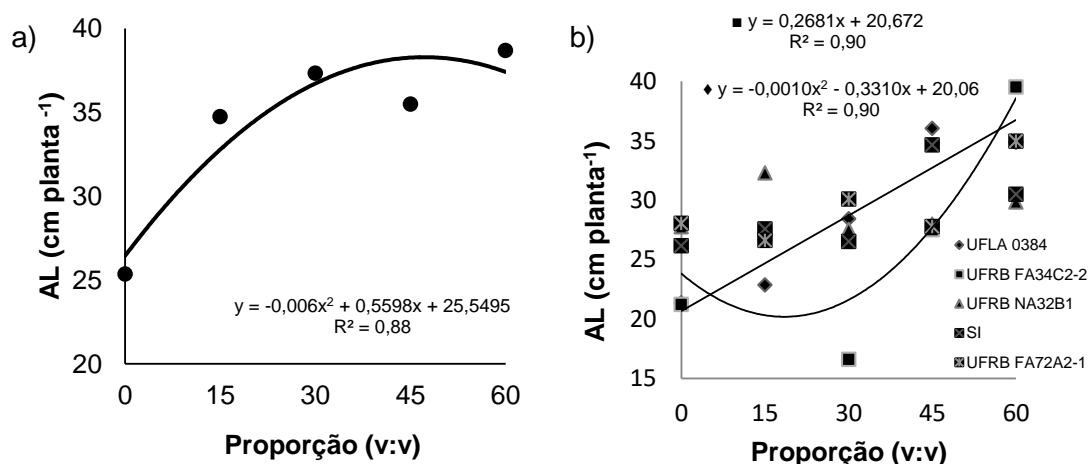 a)
AL (cm planta -1)
40
35
30
25
20
0 15 30 45 60
Proporção (v:v)
y = -0,006x² + 0,5598x + 25,5495
R² = 0,88
b)
y = 0,2681x + 20,672
R² = 0,90
y = -0,0010x² - 0,3310x + 20,06
R² = 0,90
AL (cm planta-1)
40
35
30
25
20
15
0 15 30 45 60
Proporção (v:v)
UFLA 0384
UFRB FA34C2-2
UFRB NA32B1
SI
UFRB FA72A2-1